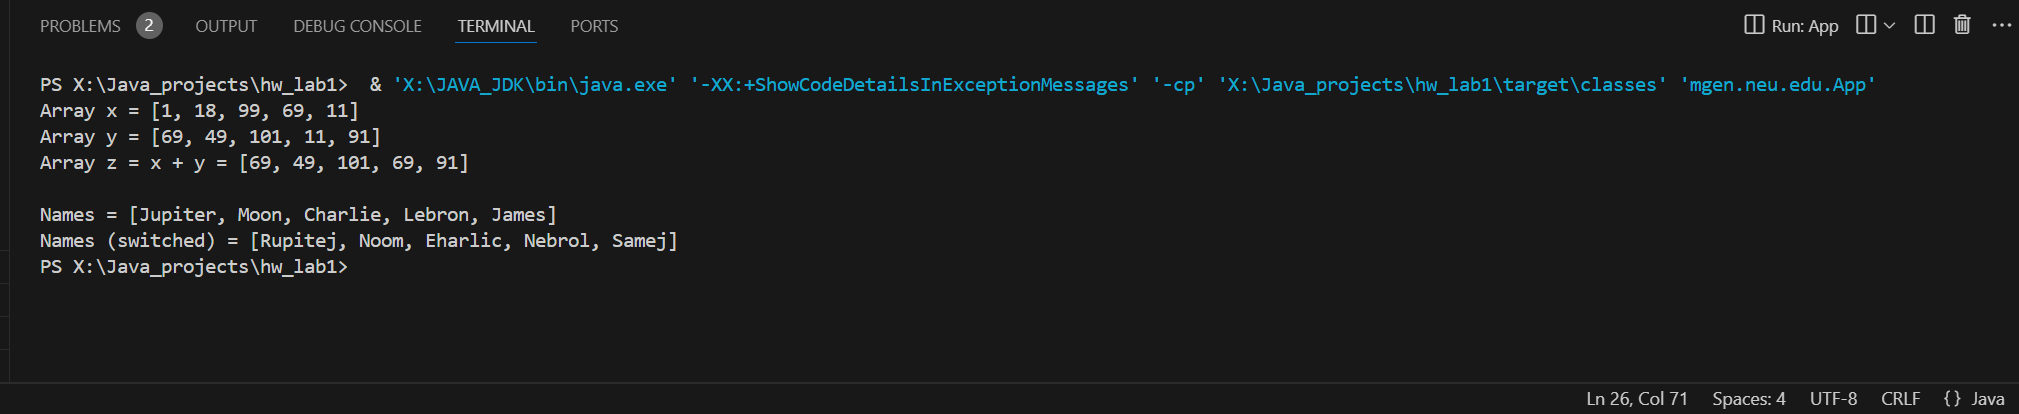 PROBLEMS 2 OUTPUT DEBUG CONSOLE TERMINAL PORTS Run: App
PS X:\Java_projects\hw_lab1>  & 'X:\JAVA_JDK\bin\java.exe' '-XX:+ShowCodeDetailsInExceptionMessages' '-cp' 'X:\Java_projects\hw_lab1\target\classes' 'mgen.neu.edu.App'
Array x = [1, 18, 99, 69, 11]
Array y = [69, 49, 101, 11, 91]
Array z = x + y = [69, 49, 101, 69, 91]
Names = [Jupiter, Moon, Charlie, Lebron, James]
Names (switched) = [Rupitej, Noom, Eharlic, Nebrol, Samej]
PS X:\Java_projects\hw_lab1>
Ln 26, Col 71 Spaces: 4 UTF-8 CRLF {} Java